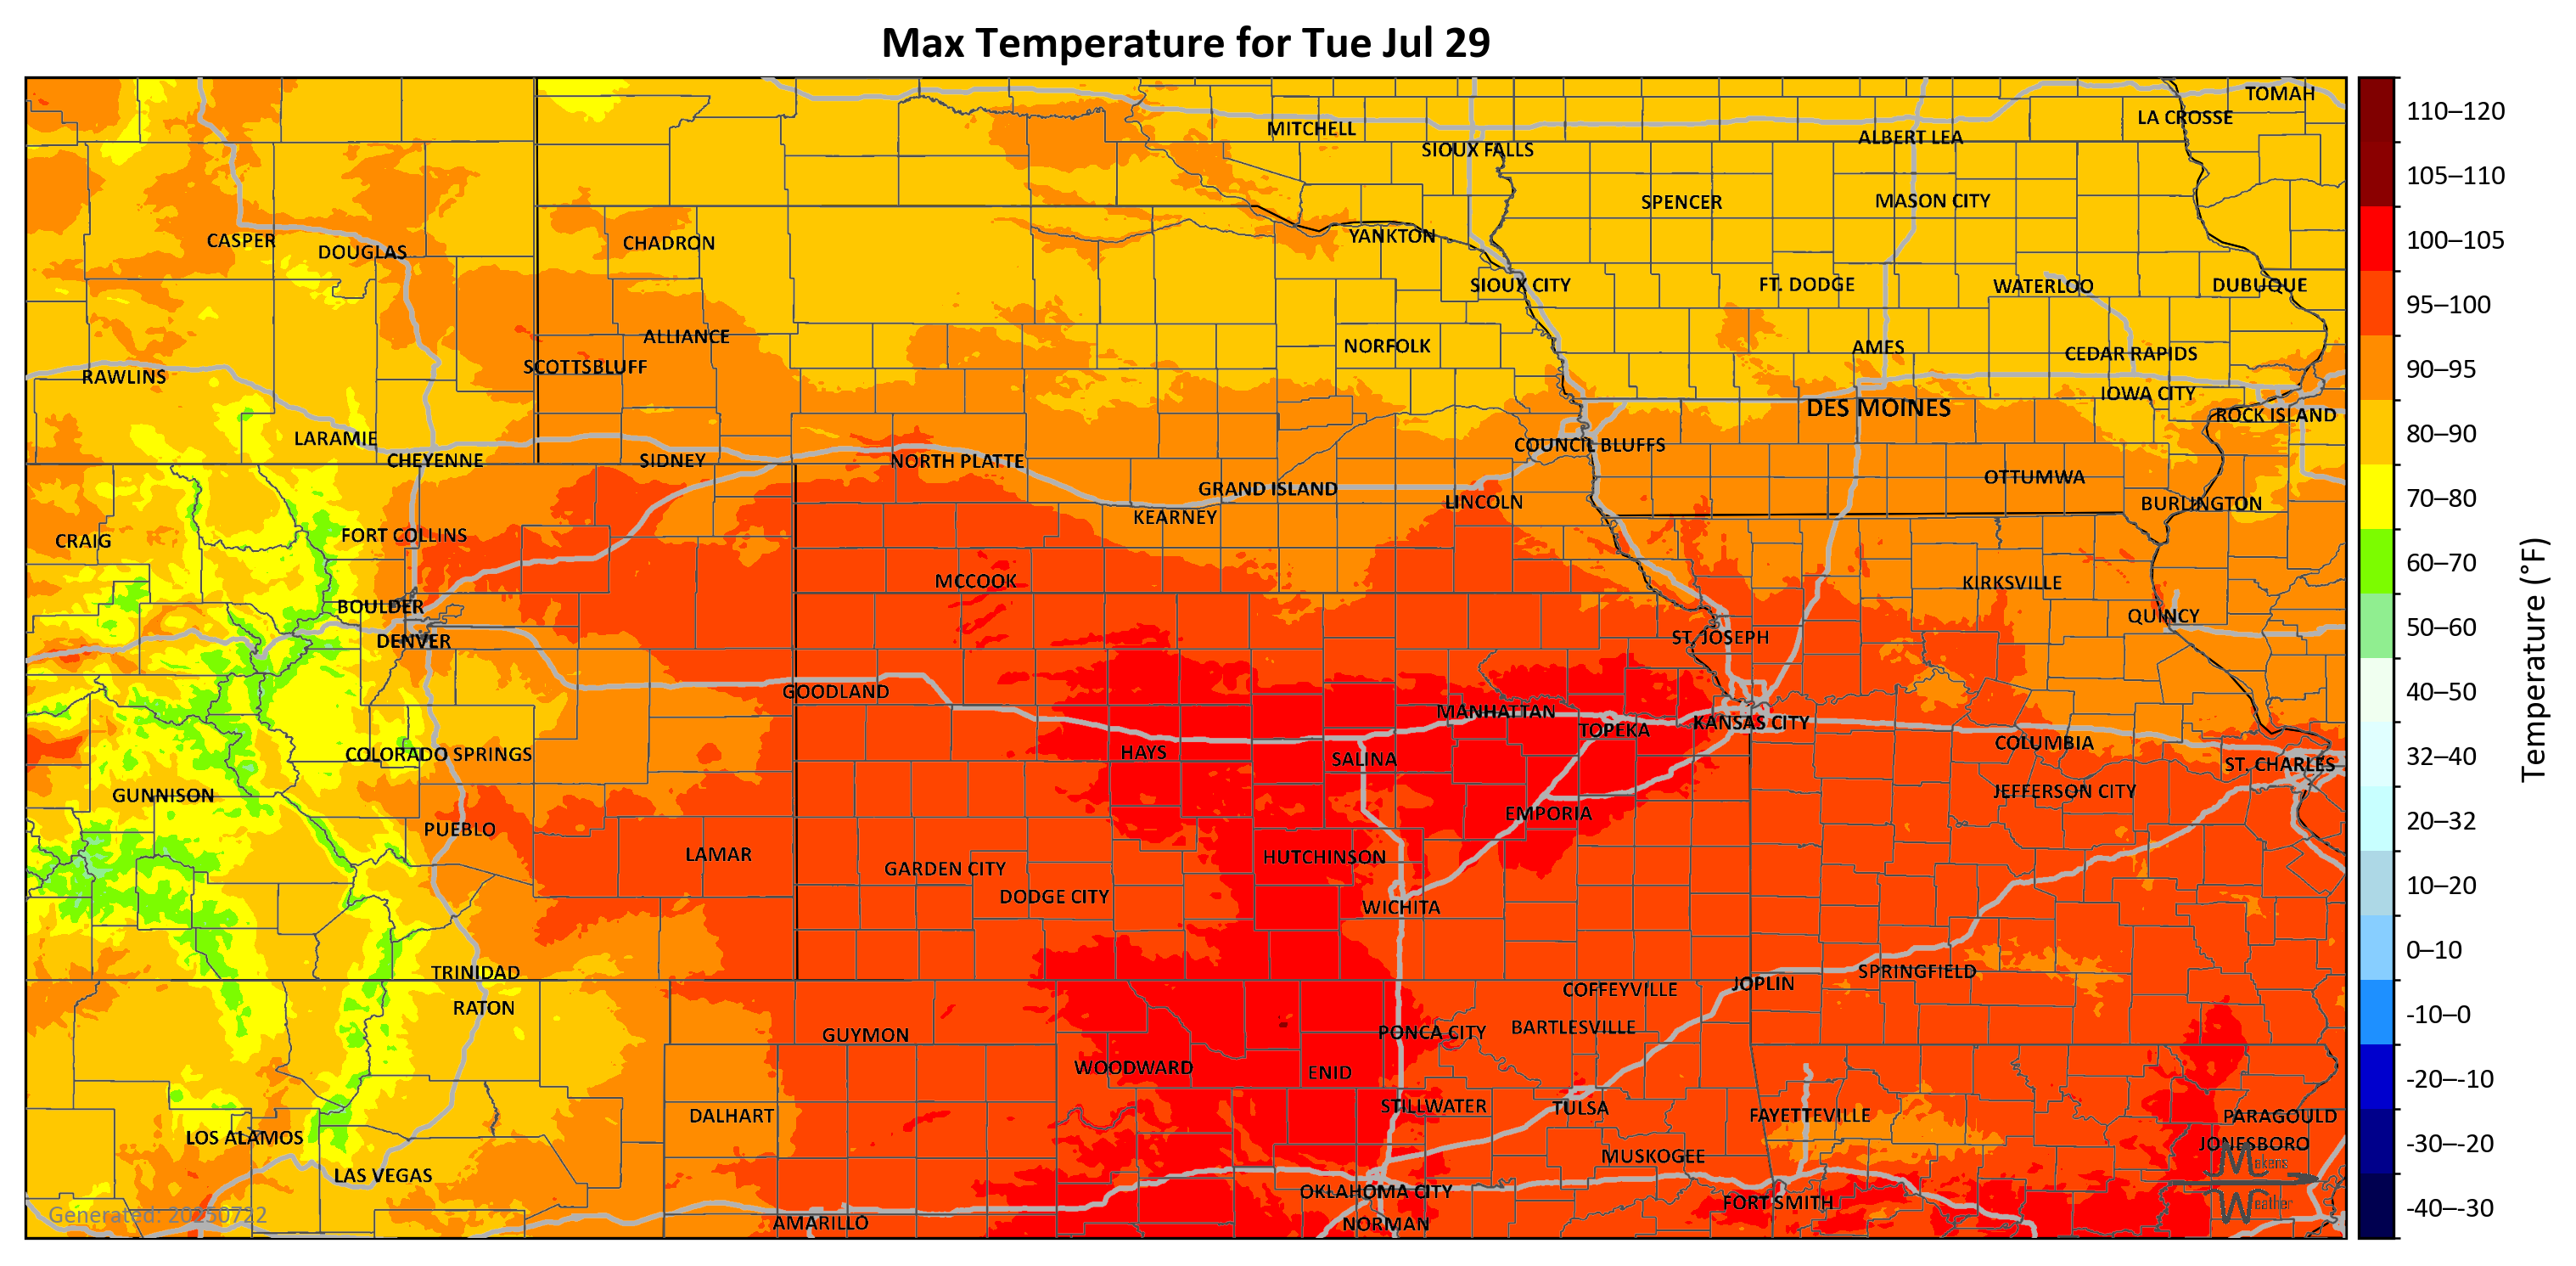 Max Temperature for Tue Jul 29
TOMAH
LA CROSSE
MITCHELL
ALBERT LEA
SIOUX FALLS
SPENCER
MASON CITY
CASPER
DOUGLAS
CHADRON
YANKTON
SIOUX CITY
FT. DODGE
WATERLOO
DUBUQUE
ALLIANCE
NORFOLK
AMES
CEDAR RAPIDS
SCOTTSBLUFF
RAWLINS
IOWA CITY
DES MOINES
ROCK ISLAND
LARAMIE
COUNCIL BLUFFS
CHEYENNE
SIDNEY
NORTH PLATTE
OTTUMWA
GRAND ISLAND
LINCOLN
BURLINGTON
KEARNEY
FORT COLLINS
CRAIG
MCCOOK
KIRKSVILLE
BOULDER
QUINCY
DENVER
ST. JOSEPH
GOODLAND
MANHATTAN
TOPEKA
KANSAS CITY
COLUMBIA
HAYS
COLORADO SPRINGS
SALINA
ST. CHARLES
GUNNISON
JEFFERSON CITY
EMPORIA
PUEBLO
LAMAR
HUTCHINSON
GARDEN CITY
DODGE CITY
WICHITA
TRINIDAD
SPRINGFIELD
JOPLIN
COFFEYVILLE
RATON
GUYMON
PONCA CITY
BARTLESVILLE
WOODWARD
ENID
STILLWATER
TULSA
DALHART
FAYETTEVILLE
PARAGOULD
LOS ALAMOS
JONESBORO
MUSKOGEE
LAS VEGAS
OKLAHOMA CITY
FORT SMITH
AMARILLO
NORMAN
Makens
Weather
Generated: 20250722
110–120
105–110
100–105
95–100
90–95
80–90
70–80
60–70
50–60
40–50
32–40
20–32
10–20
0–10
-10–0
-20–-10
-30–-20
-40–-30
Temperature (°F)